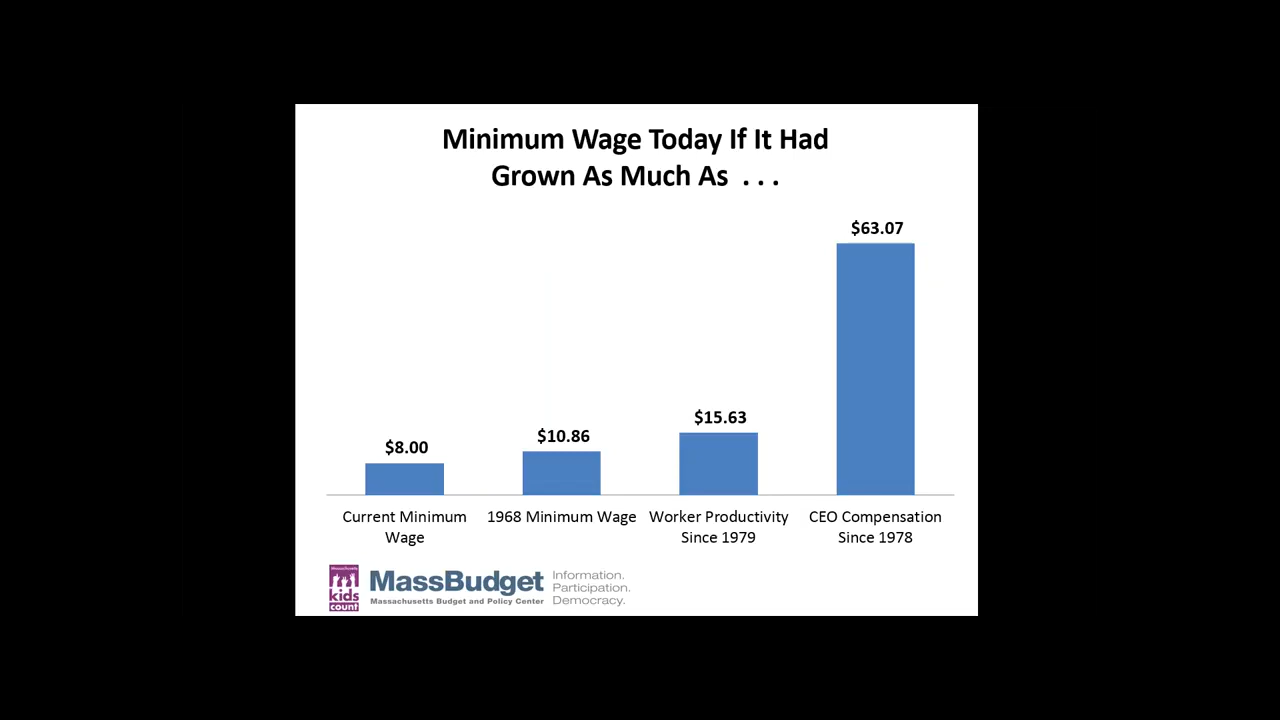 Minimum Wage Today If It Had
Grown As Much As . . .
$63.07
$15.63
$10.86
$8.00
Current Minimum
Wage
1968 Minimum Wage
Worker Productivity
Since 1979
CEO Compensation
Since 1978
Massachusetts
kids
count
MassBudget
Massachusetts Budget and Policy Center
Information.
Participation.
Democracy.